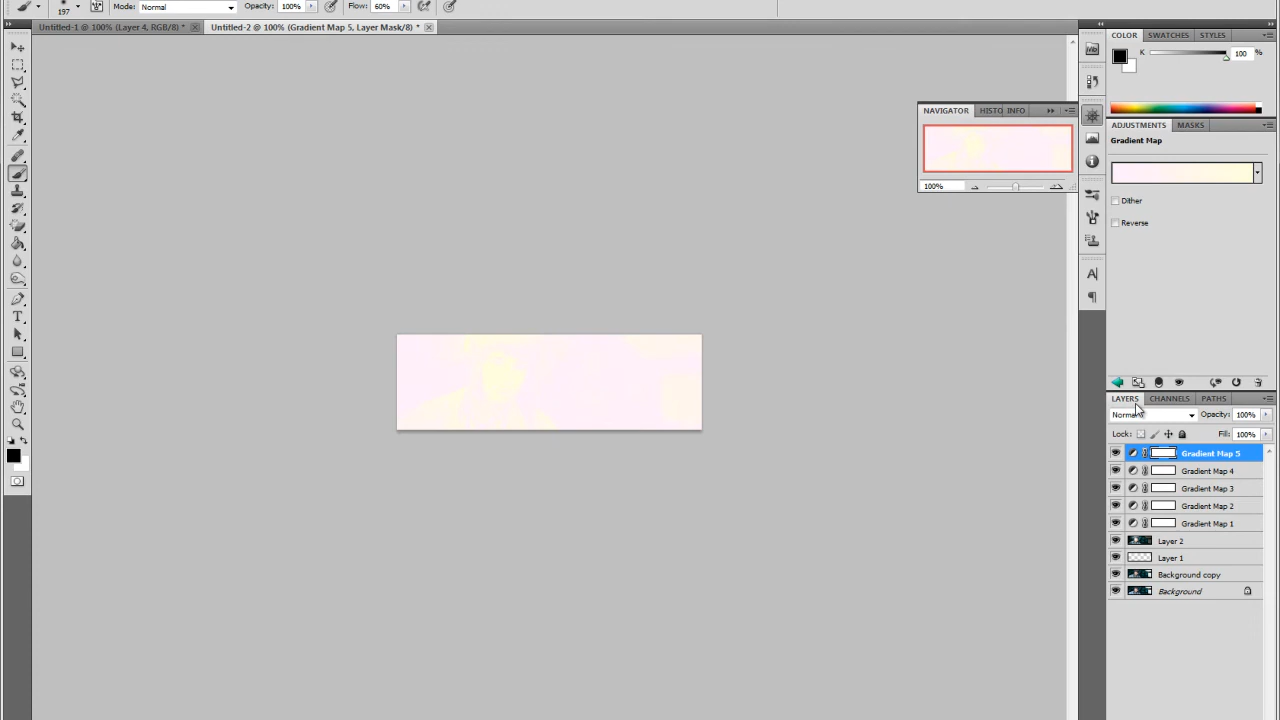 Mode: Normal Opacity: 100% Flow: 60%
197
Untitled-1 @ 100% (Layer 4, RGB/8) * Untitled-2 @ 100% (Gradient Map 5, Layer Mask/8) *
COLOR SWATCHES STYLES
K 100 %
NAVIGATOR HISTO INFO
100%
ADJUSTMENTS MASKS
Gradient Map
Dither
Reverse
LAYERS CHANNELS PATHS
Normal Opacity: 100%
Lock: Fill: 100%
Gradient Map 5
Gradient Map 4
Gradient Map 3
Gradient Map 2
Gradient Map 1
Layer 2
Layer 1
Background copy
Background